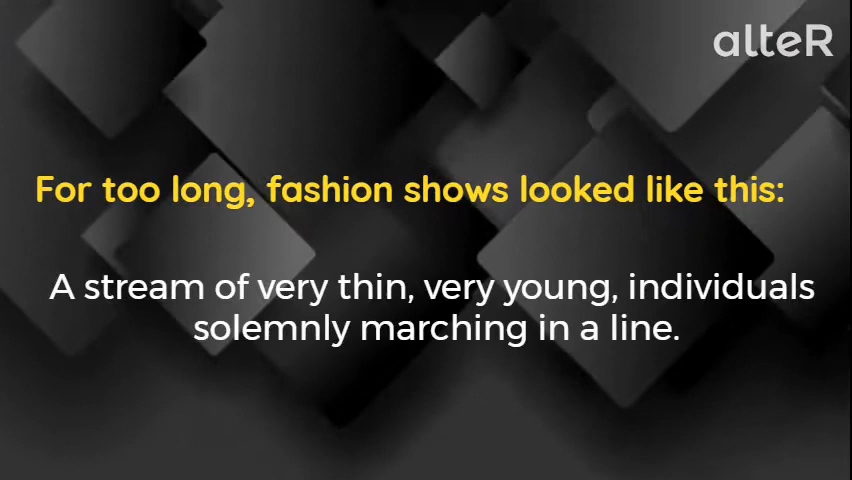 alteR
For too long, fashion shows looked like this:
A stream of very thin, very young, individuals
solemnly marching in a line.